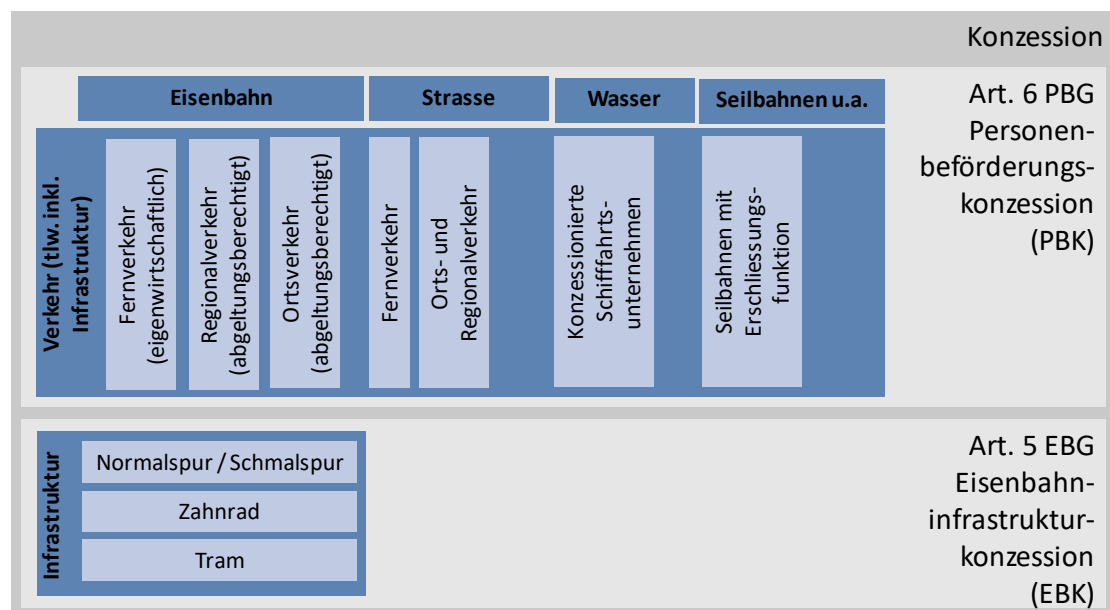 Konzession
Eisenbahn
Strasse
Wasser
Seilbahnen u.a.
Art. 6 PBG
Personen-
beförderungs-
konzession
(PBK)
Verkehr (tlw. inkl.
Infrastruktur)
Fernverkehr
(eigenwirtschaftlich)
Regionalverkehr
(abgeltungsberechtigt)
Ortsverkehr
(abgeltungsberechtigt)
Fernverkehr
Orts- und
Regionalverkehr
Konzessionierte
Schifffahrts-
unternehmen
Seilbahnen mit
Erschliessungs-
funktion
Infrastruktur
Normalspur / Schmalspur
Zahnrad
Tram
Art. 5 EBG
Eisenbahn-
infrastruktur-
konzession
(EBK)